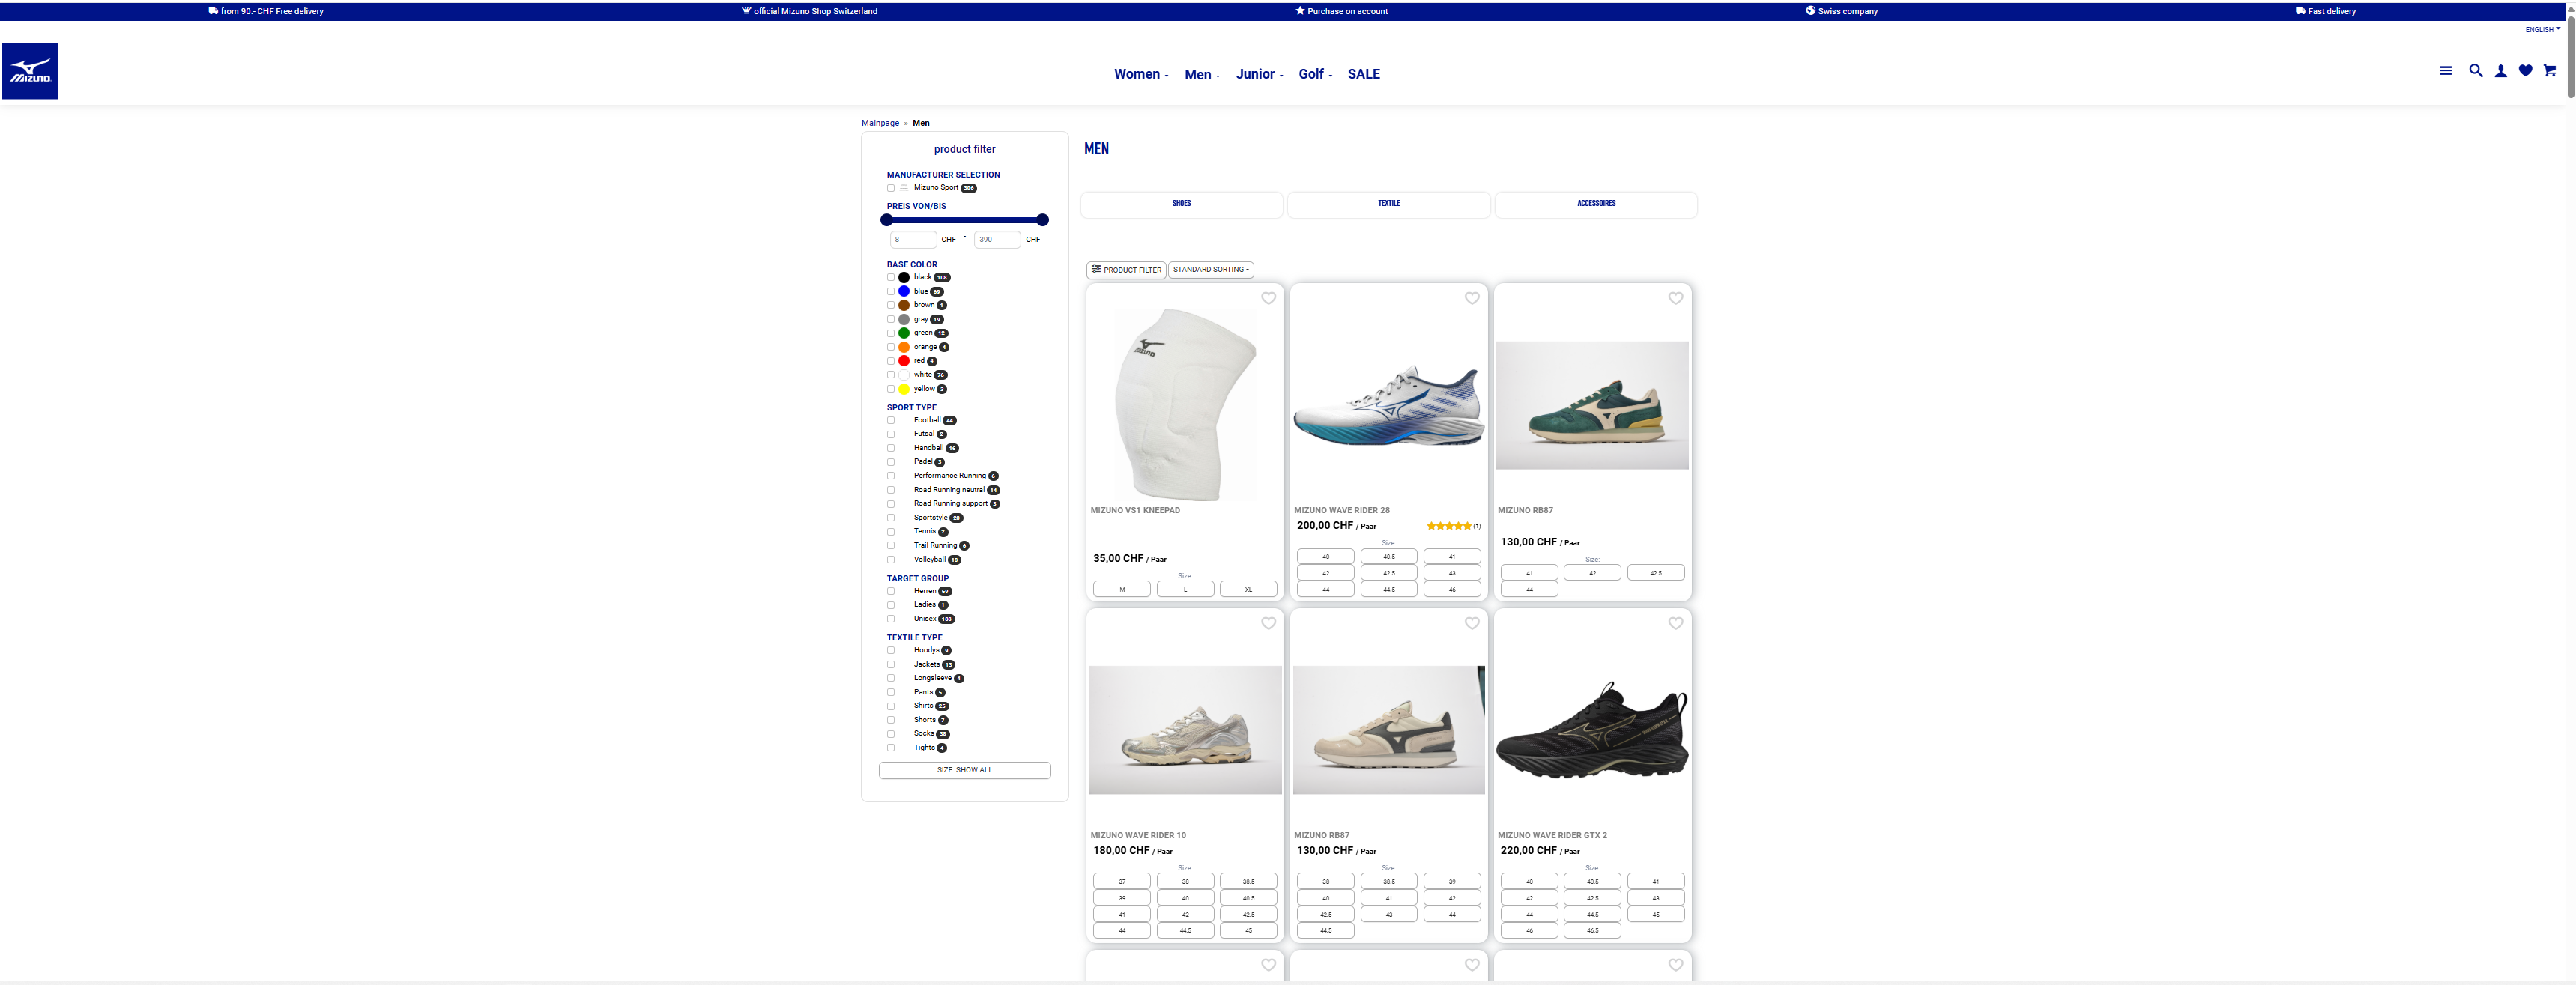 from 90.- CHF Free delivery
official Mizuno Shop Switzerland
Purchase on account
Swiss company
Fast delivery
ENGLISH
MIZUNO
Women
Men
Junior
Golf
SALE
Mainpage » Men
product filter
MANUFACTURER SELECTION
Mizuno Sport 386
PREIS VON/BIS
8 CHF - 390 CHF
BASE COLOR
black 108
blue 69
brown 1
gray 19
green 12
orange 4
red 4
white 76
yellow 3
SPORT TYPE
Football 44
Futsal 2
Handball 16
Padel 3
Performance Running 6
Road Running neutral 14
Road Running support 3
Sportstyle 20
Tennis 2
Trail Running 6
Volleyball 18
TARGET GROUP
Herren 69
Ladies 1
Unisex 188
TEXTILE TYPE
Hoodys 9
Jackets 13
Longsleeve 4
Pants 5
Shirts 25
Shorts 7
Socks 38
Tights 4
SIZE: SHOW ALL
MEN
SHOES
TEXTILE
ACCESSOIRES
PRODUCT FILTER
STANDARD SORTING
MIZUNO
MIZUNO VS1 KNEEPAD
35,00 CHF / Paar
Size:
M L XL
MIZUNO WAVE RIDER 28
200,00 CHF / Paar
(1)
Size:
40 40.5 41
42 42.5 43
44 44.5 46
MIZUNO RB87
130,00 CHF / Paar
Size:
41 42 42.5
44
MIZUNO WAVE RIDER 10
180,00 CHF / Paar
Size:
37 38 38.5
39 40 40.5
41 42 42.5
44 44.5 45
MIZUNO RB87
130,00 CHF / Paar
Size:
38 38.5 39
40 41 42
42.5 43 44
44.5
MIZUNO WAVE RIDER GTX 2
220,00 CHF / Paar
Size:
40 40.5 41
42 42.5 43
44 44.5 45
46 46.5